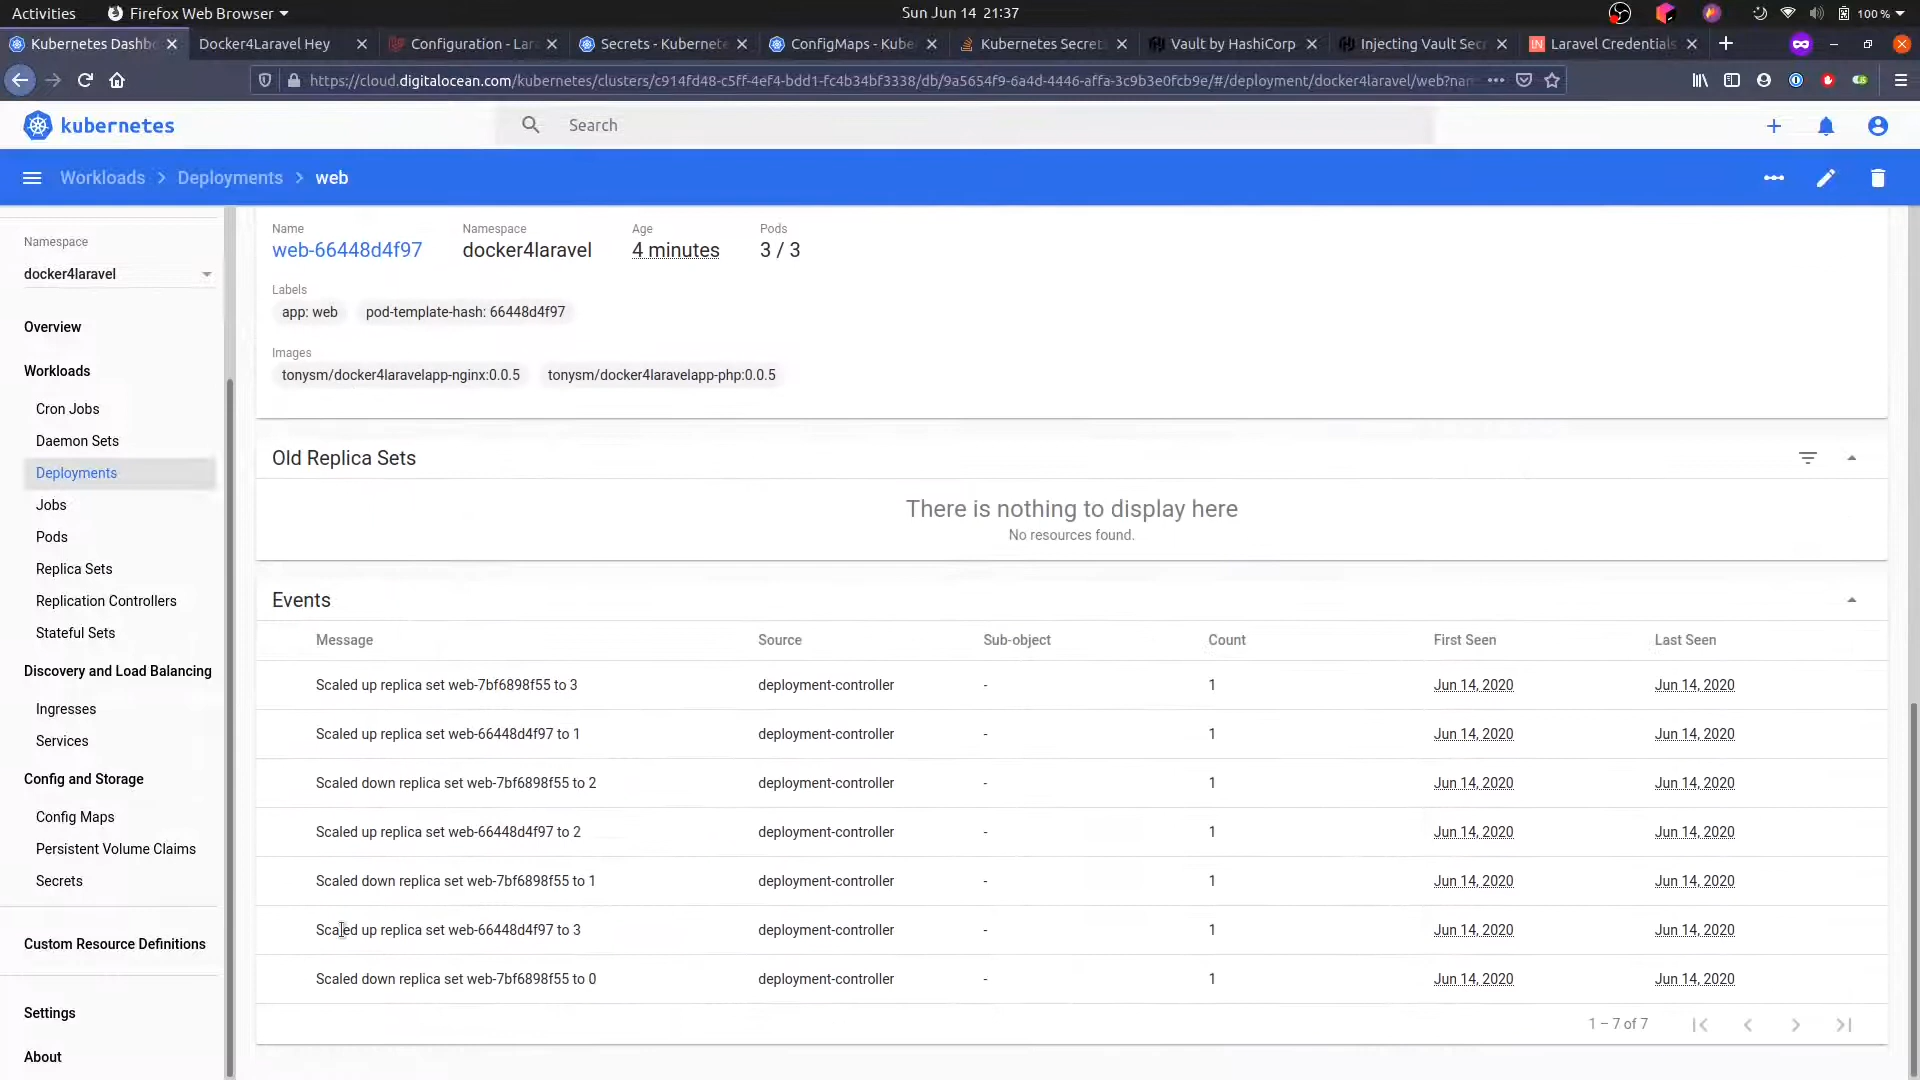 Activities Firefox Web Browser Sun Jun 14 21:37 100 %
Kubernetes Dashb Docker4Laravel Hey Configuration - Lar Secrets - Kubernete ConfigMaps - Kube Kubernetes Secret Vault by HashiCorp Injecting Vault Sec IN Laravel Credentials
https://cloud.digitalocean.com/kubernetes/clusters/c914fd48-c5ff-4ef4-bdd1-fc4b34bf3338/db/9a5654f9-6a4d-4446-affa-3c9b3e0fcb9e/#/deployment/docker4laravel/web?nam
kubernetes Search
Workloads > Deployments > web
Namespace
docker4laravel
Overview
Workloads
Cron Jobs
Daemon Sets
Deployments
Jobs
Pods
Replica Sets
Replication Controllers
Stateful Sets
Discovery and Load Balancing
Ingresses
Services
Config and Storage
Config Maps
Persistent Volume Claims
Secrets
Custom Resource Definitions
Settings
About
Name Namespace Age Pods
web-66448d4f97 docker4laravel 4 minutes 3 / 3
Labels
app: web pod-template-hash: 66448d4f97
Images
tonysm/docker4laravelapp-nginx:0.0.5 tonysm/docker4laravelapp-php:0.0.5
Old Replica Sets
There is nothing to display here
No resources found.
Events
Message Source Sub-object Count First Seen Last Seen
Scaled up replica set web-7bf6898f55 to 3 deployment-controller - 1 Jun 14, 2020 Jun 14, 2020
Scaled up replica set web-66448d4f97 to 1 deployment-controller - 1 Jun 14, 2020 Jun 14, 2020
Scaled down replica set web-7bf6898f55 to 2 deployment-controller - 1 Jun 14, 2020 Jun 14, 2020
Scaled up replica set web-66448d4f97 to 2 deployment-controller - 1 Jun 14, 2020 Jun 14, 2020
Scaled down replica set web-7bf6898f55 to 1 deployment-controller - 1 Jun 14, 2020 Jun 14, 2020
Scaled up replica set web-66448d4f97 to 3 deployment-controller - 1 Jun 14, 2020 Jun 14, 2020
Scaled down replica set web-7bf6898f55 to 0 deployment-controller - 1 Jun 14, 2020 Jun 14, 2020
1 – 7 of 7